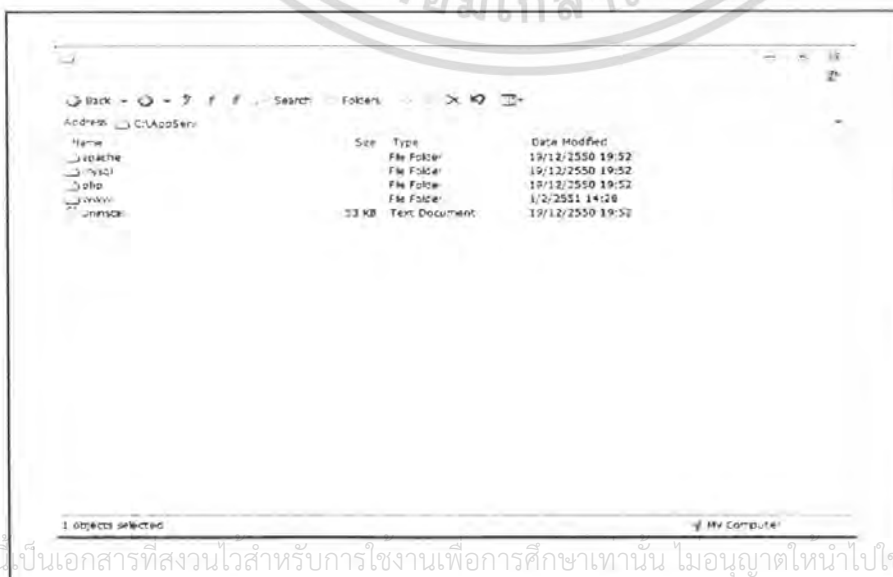 Back Search Folders
Address C:\AppServ
Name Size Type Date Modified
apache File Folder 19/12/2550 19:52
mysql File Folder 19/12/2550 19:52
php File Folder 19/12/2550 19:52
www File Folder 1/2/2551 14:28
Uninstall 33 KB Text Document 19/12/2550 19:52
1 objects selected My Computer
เป็นเอกสารที่สงวนไว้สำหรับการใช้งานเพื่อการศึกษาเท่านั้น ไม่อนุญาตให้นำไปใช้